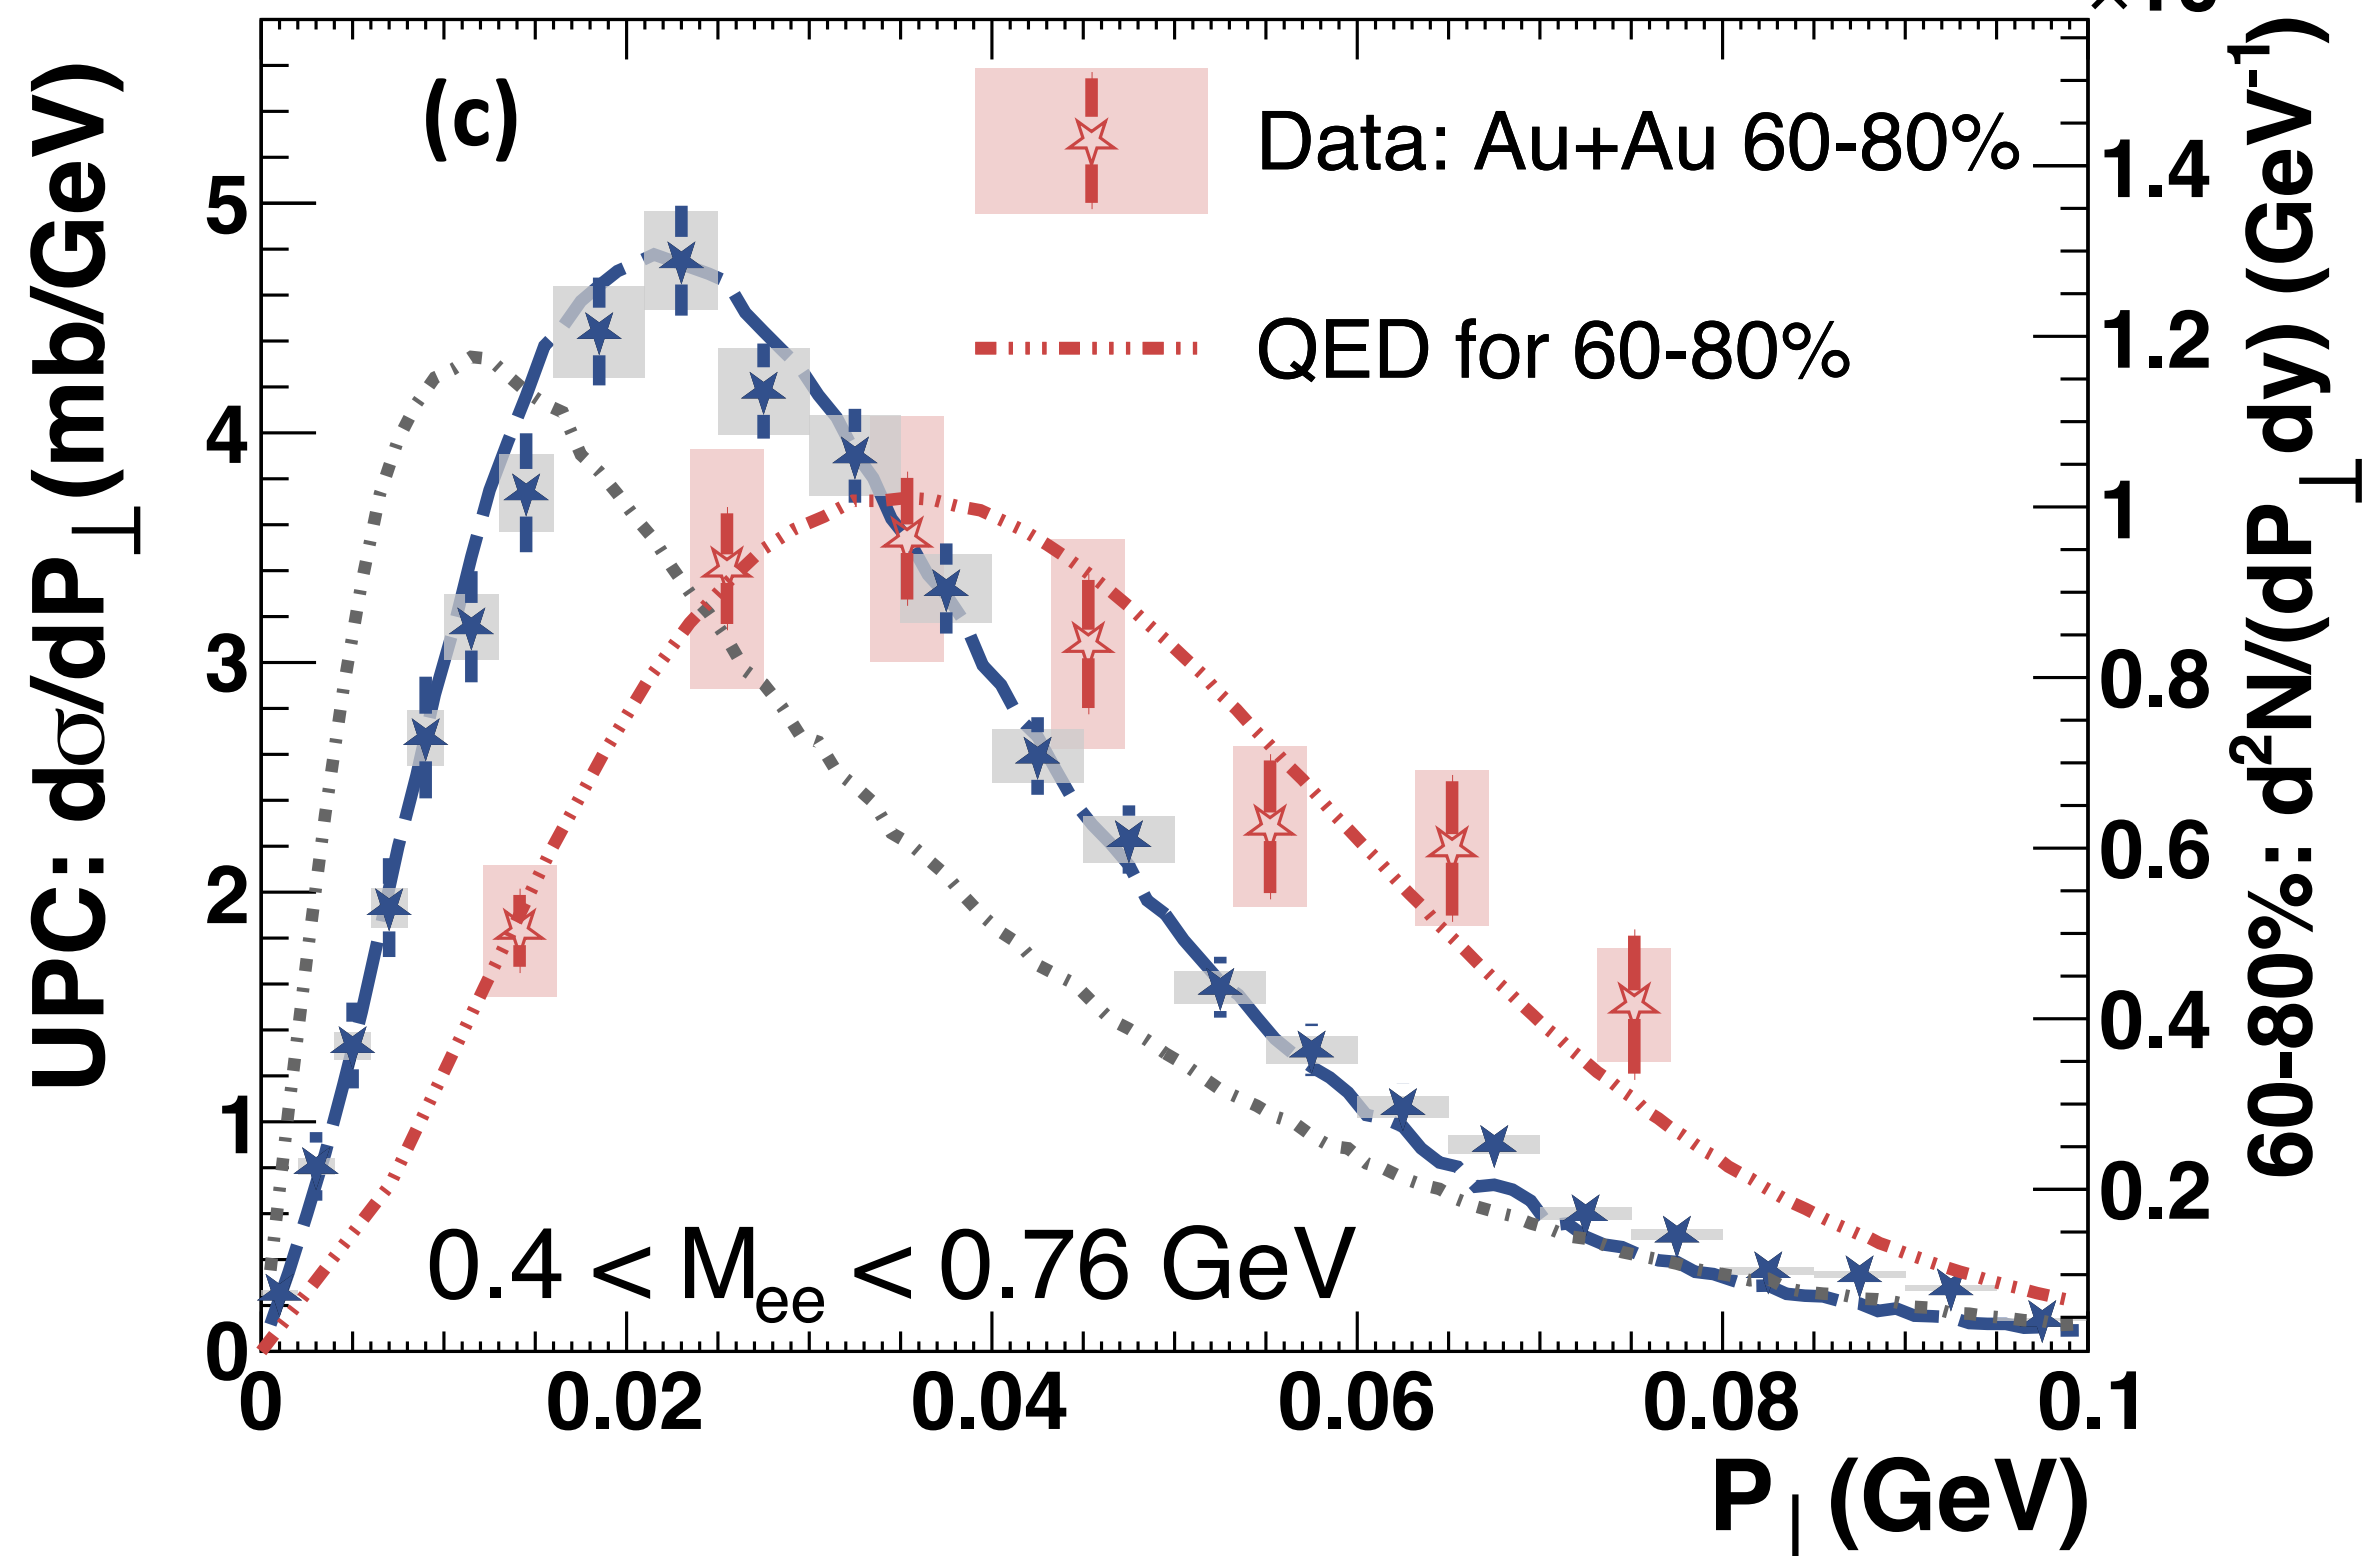 (c)
Data: Au+Au 60-80%
QED for 60-80%
0.4 < Mee < 0.76 GeV
UPC: dσ/dP⊥(mb/GeV)
5
4
3
2
1
0
0 0.02 0.04 0.06 0.08 0.1
P⊥ (GeV)
1.4
1.2
1
0.8
0.6
0.4
0.2
60-80%: d²N/(dP⊥dy) (GeV⁻¹)